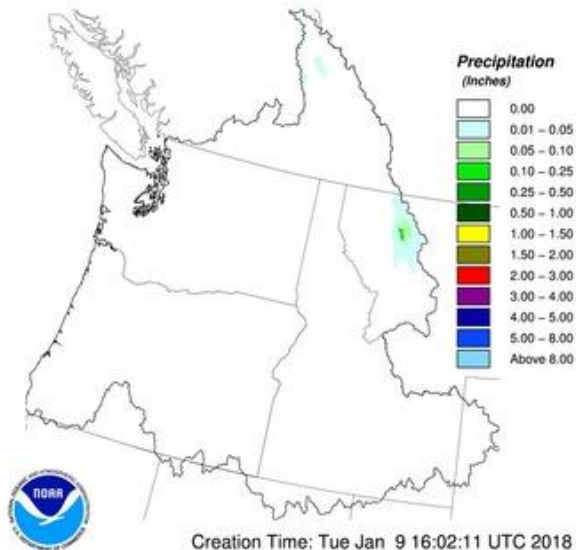 Precipitation
(Inches)
0.00
0.01 – 0.05
0.05 – 0.10
0.10 – 0.25
0.25 – 0.50
0.50 – 1.00
1.00 – 1.50
1.50 – 2.00
2.00 – 3.00
3.00 – 4.00
4.00 – 5.00
5.00 – 8.00
Above 8.00
NOAA
Creation Time: Tue Jan 9 16:02:11 UTC 2018